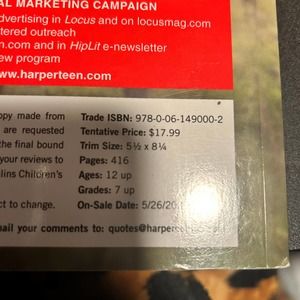 AL MARKETING CAMPAIGN
dvertising in Locus and on locusmag.com
tered outreach
n.com and in HipLit e-newsletter
ew program
www.harperteen.com
opy made from
are requested
the final bound
your reviews to
llins Children's
ct to change.
Trade ISBN: 978-0-06-149000-2
Tentative Price: $17.99
Trim Size: 5½ x 8¼
Pages: 416
Ages: 12 up
Grades: 7 up
On-Sale Date: 5/26/20
mail your comments to: quotes@harper